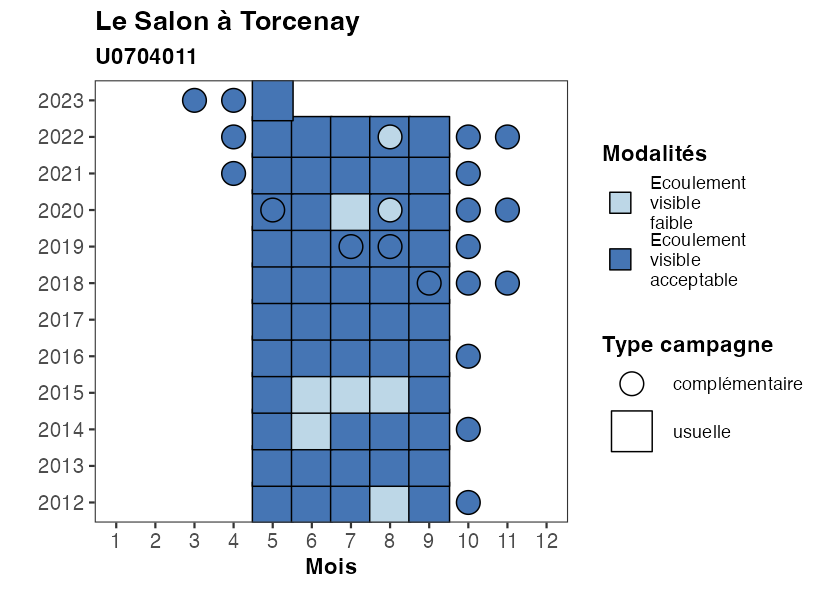 Le Salon à Torcenay
U0704011
2023
2022
2021
2020
2019
2018
2017
2016
2015
2014
2013
2012
1 2 3 4 5 6 7 8 9 10 11 12
Mois
Modalités
Ecoulement
visible
faible
Ecoulement
visible
acceptable
Type campagne
complémentaire
usuelle